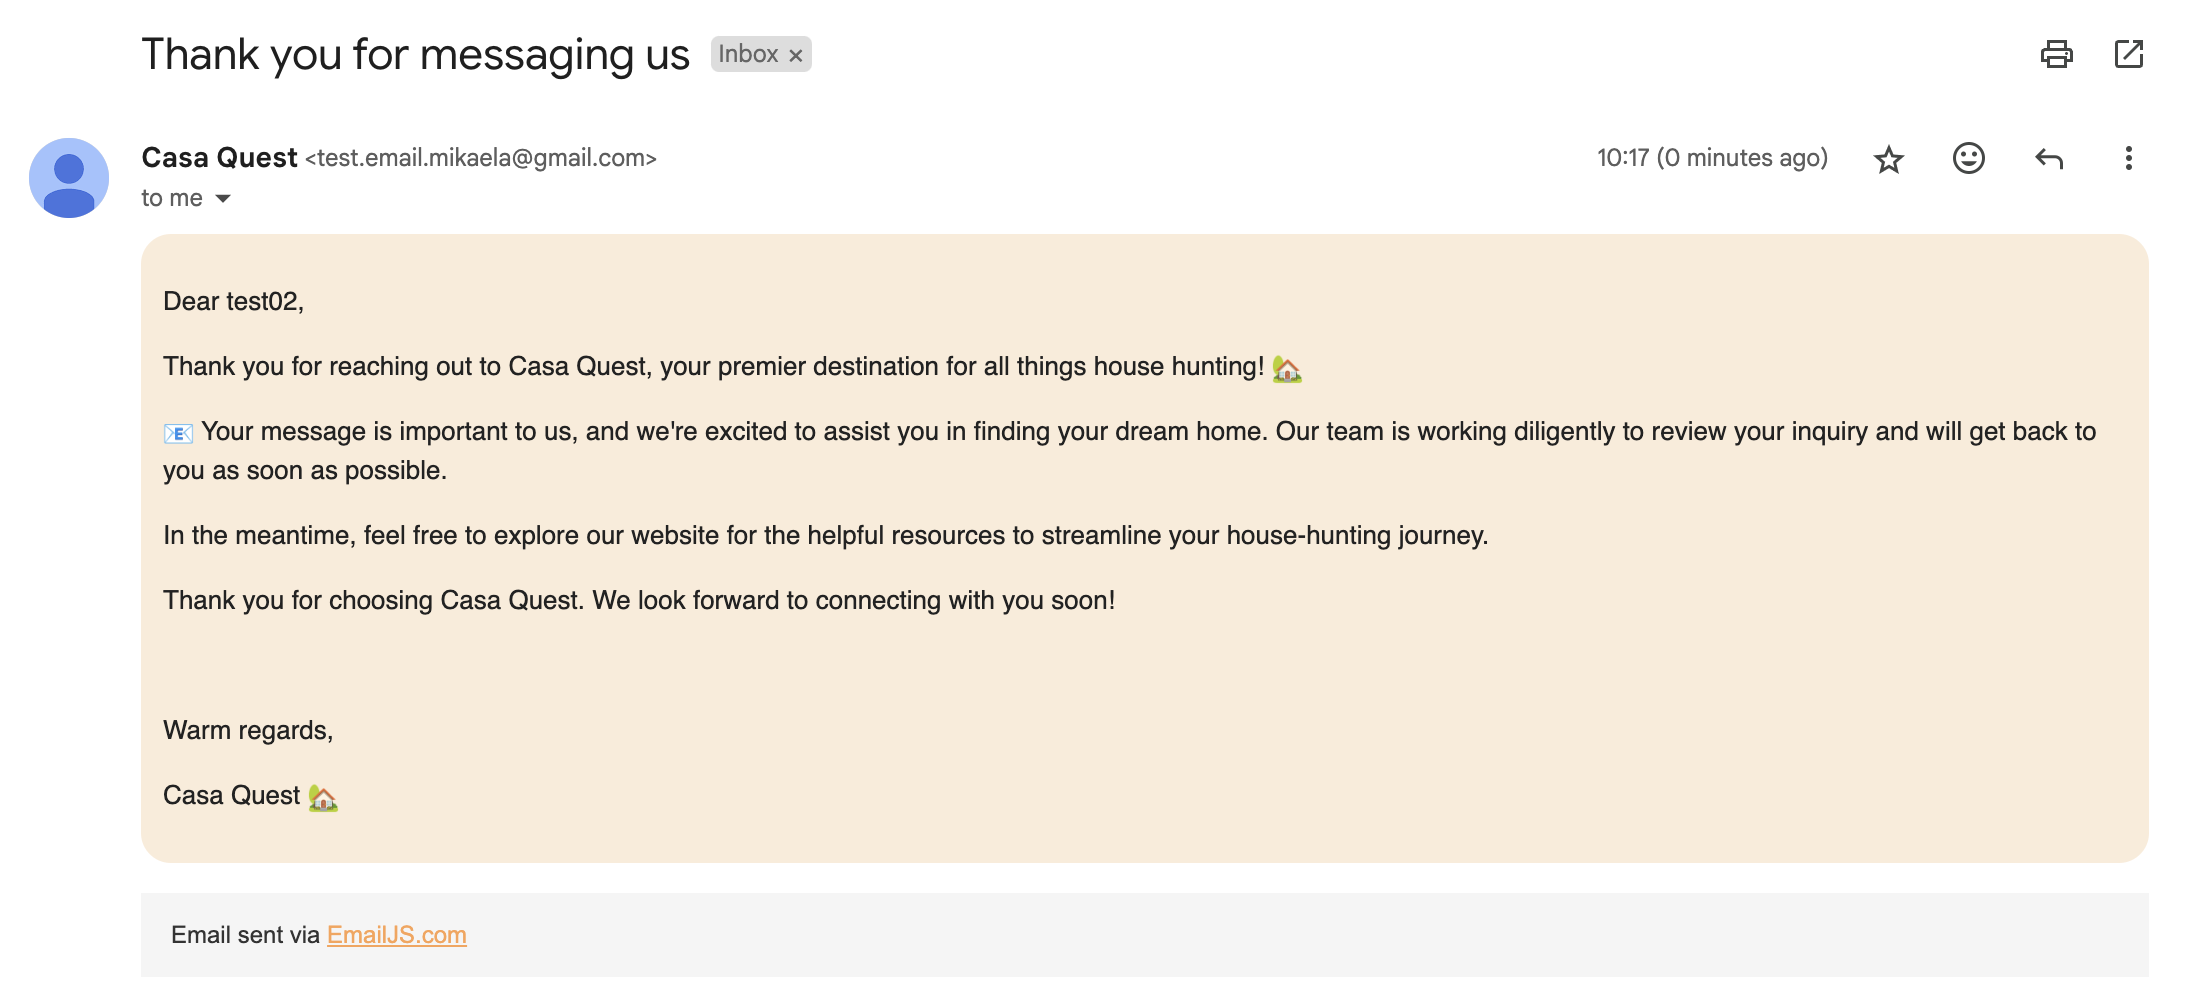 Thank you for messaging us Inbox ×
Casa Quest <test.email.mikaela@gmail.com> 10:17 (0 minutes ago)
to me
Dear test02,
Thank you for reaching out to Casa Quest, your premier destination for all things house hunting! 🏡
📧 Your message is important to us, and we're excited to assist you in finding your dream home. Our team is working diligently to review your inquiry and will get back to
you as soon as possible.
In the meantime, feel free to explore our website for the helpful resources to streamline your house-hunting journey.
Thank you for choosing Casa Quest. We look forward to connecting with you soon!
Warm regards,
Casa Quest 🏡
Email sent via EmailJS.com